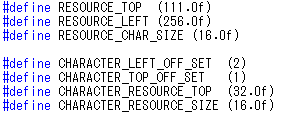 #define RESOURCE_TOP (111.0f)
#define RESOURCE_LEFT (256.0f)
#define RESOURCE_CHAR_SIZE (16.0f)
#define CHARACTER_LEFT_OFF_SET (2)
#define CHARACTER_TOP_OFF_SET (1)
#define CHARACTER_RESOURCE_TOP (32.0f)
#define CHARACTER_RESOURCE_SIZE (16.0f)